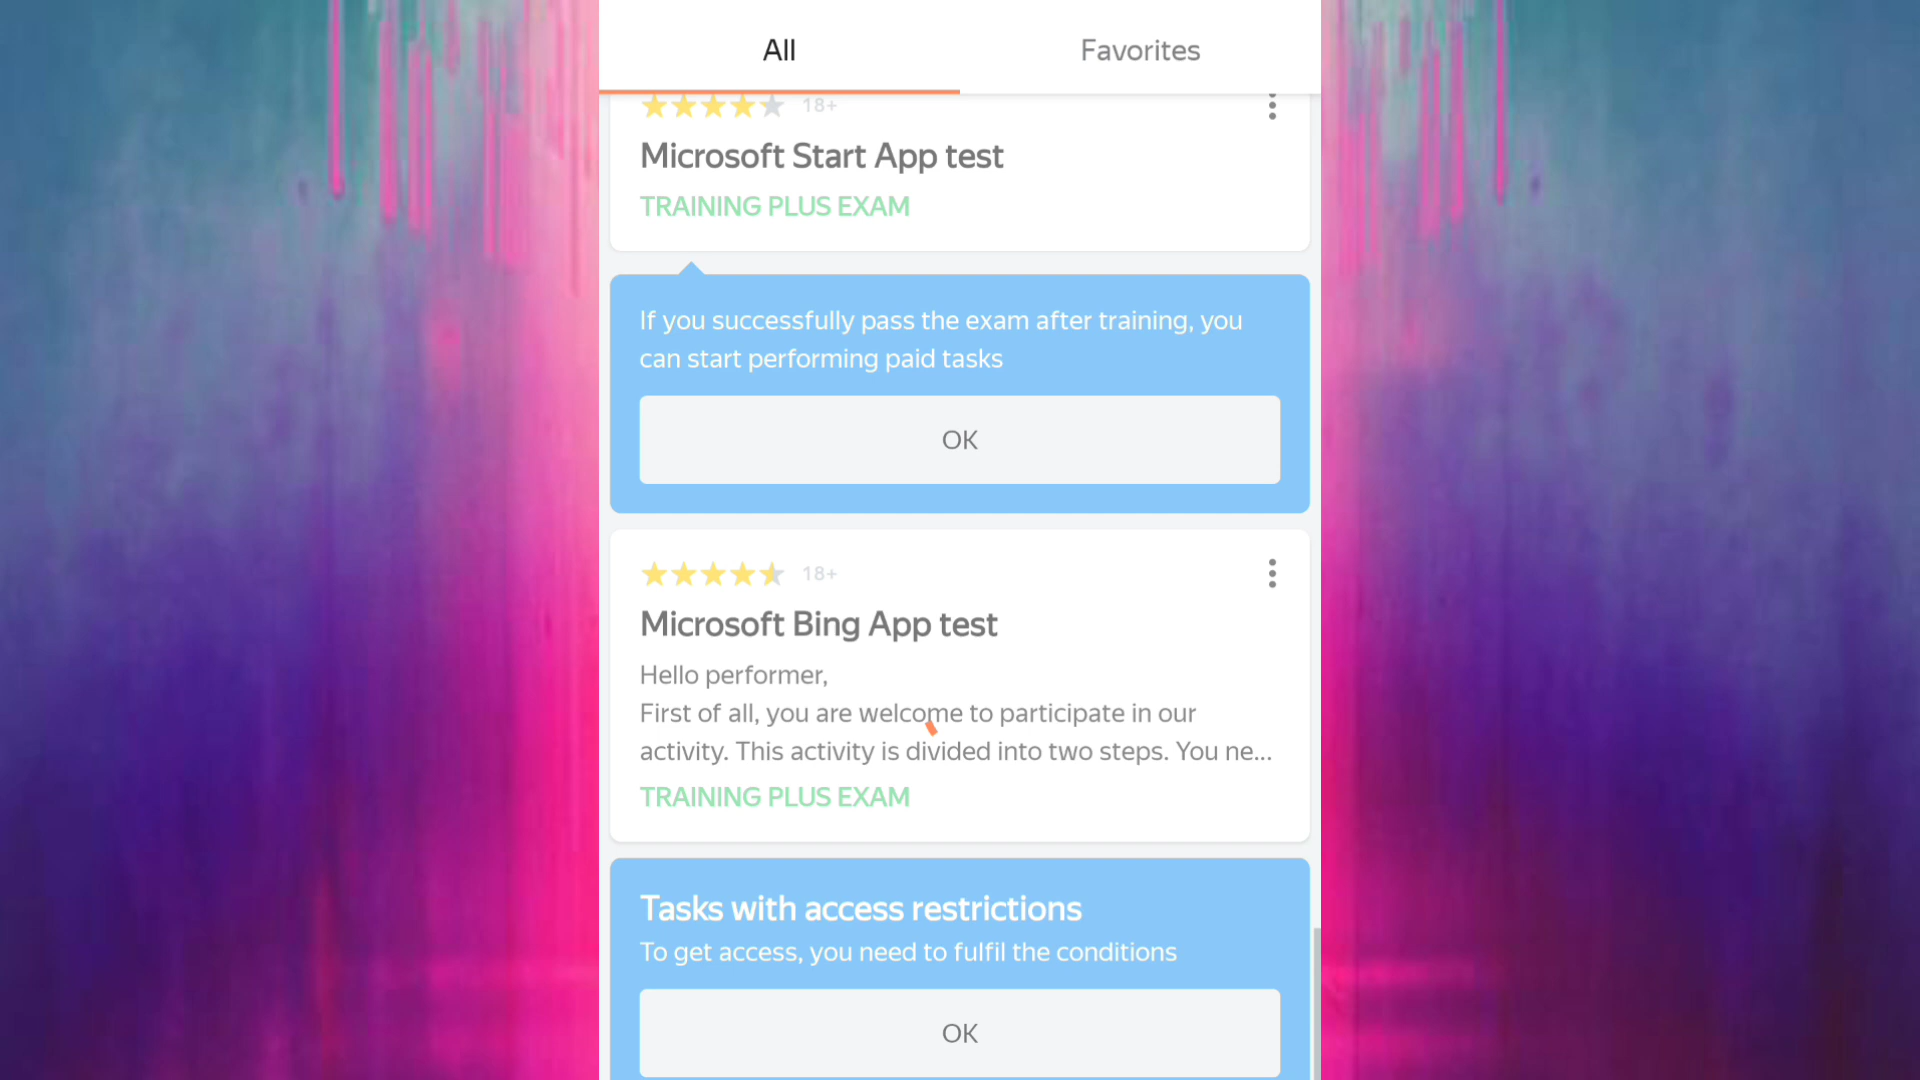 All
Favorites
18+
Microsoft Start App test
TRAINING PLUS EXAM
If you successfully pass the exam after training, you
can start performing paid tasks
OK
18+
Microsoft Bing App test
Hello performer,
First of all, you are welcome to participate in our
activity. This activity is divided into two steps. You ne...
TRAINING PLUS EXAM
Tasks with access restrictions
To get access, you need to fulfil the conditions
OK